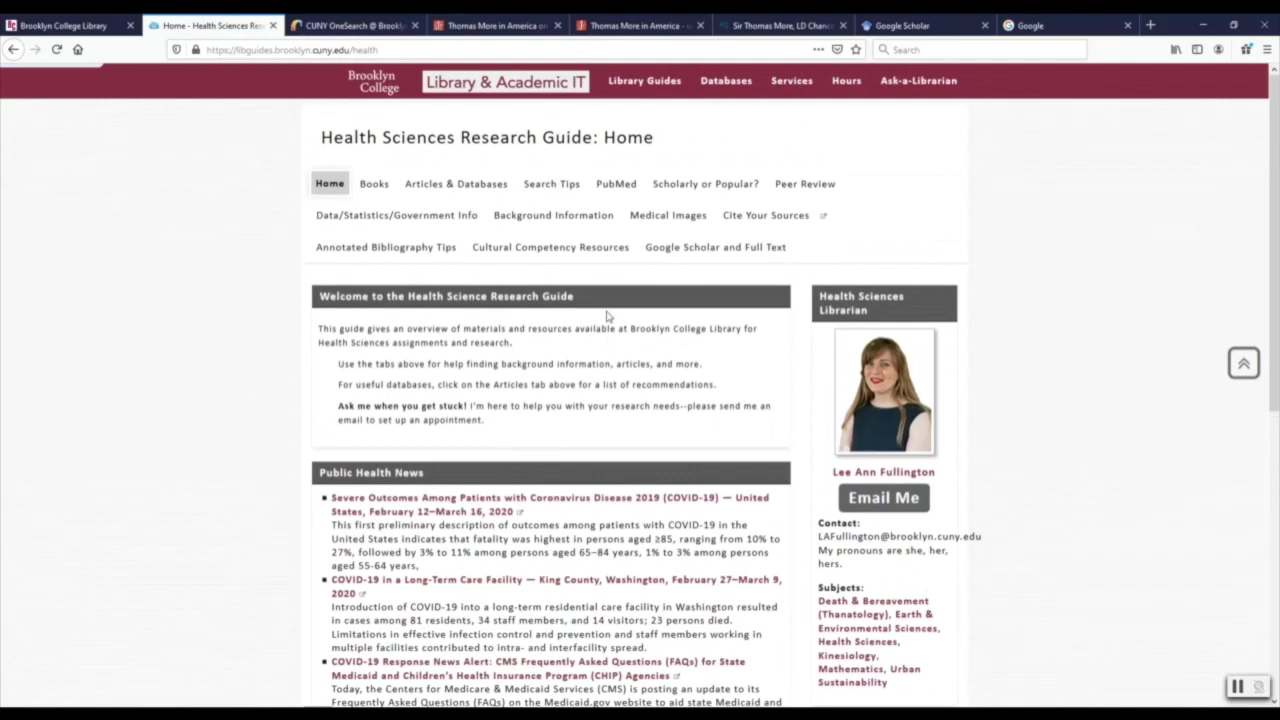 Brooklyn College Library
Home - Health Sciences Res
CUNY OneSearch @ Brookly
Thomas More in America on
Thomas More in America - u
Sir Thomas More, LD Chanc
Google Scholar
Google
https://libguides.brooklyn.cuny.edu/health
Search
Brooklyn
College
Library & Academic IT
Library Guides
Databases
Services
Hours
Ask-a-Librarian
Health Sciences Research Guide: Home
Home Books Articles & Databases Search Tips PubMed Scholarly or Popular? Peer Review
Data/Statistics/Government Info Background Information Medical Images Cite Your Sources
Annotated Bibliography Tips Cultural Competency Resources Google Scholar and Full Text
Welcome to the Health Science Research Guide
This guide gives an overview of materials and resources available at Brooklyn College Library for
Health Sciences assignments and research.
Use the tabs above for help finding background information, articles, and more.
For useful databases, click on the Articles tab above for a list of recommendations.
Ask me when you get stuck! I'm here to help you with your research needs--please send me an
email to set up an appointment.
Public Health News
Severe Outcomes Among Patients with Coronavirus Disease 2019 (COVID-19) — United
States, February 12–March 16, 2020
This first preliminary description of outcomes among patients with COVID-19 in the
United States indicates that fatality was highest in persons aged ≥85, ranging from 10% to
27%, followed by 3% to 11% among persons aged 65–84 years, 1% to 3% among persons
aged 55-64 years,
COVID-19 in a Long-Term Care Facility — King County, Washington, February 27–March 9,
2020
Introduction of COVID-19 into a long-term residential care facility in Washington resulted
in cases among 81 residents, 34 staff members, and 14 visitors; 23 persons died.
Limitations in effective infection control and prevention and staff members working in
multiple facilities contributed to intra- and interfacility spread.
COVID-19 Response News Alert: CMS Frequently Asked Questions (FAQs) for State
Medicaid and Children's Health Insurance Program (CHIP) Agencies
Today, the Centers for Medicare & Medicaid Services (CMS) is posting an update to its
Frequently Asked Questions (FAQs) on the Medicaid.gov website to aid state Medicaid and
Health Sciences
Librarian
Lee Ann Fullington
Email Me
Contact:
LAFullington@brooklyn.cuny.edu
My pronouns are she, her,
hers.
Subjects:
Death & Bereavement
(Thanatology), Earth &
Environmental Sciences,
Health Sciences,
Kinesiology,
Mathematics, Urban
Sustainability